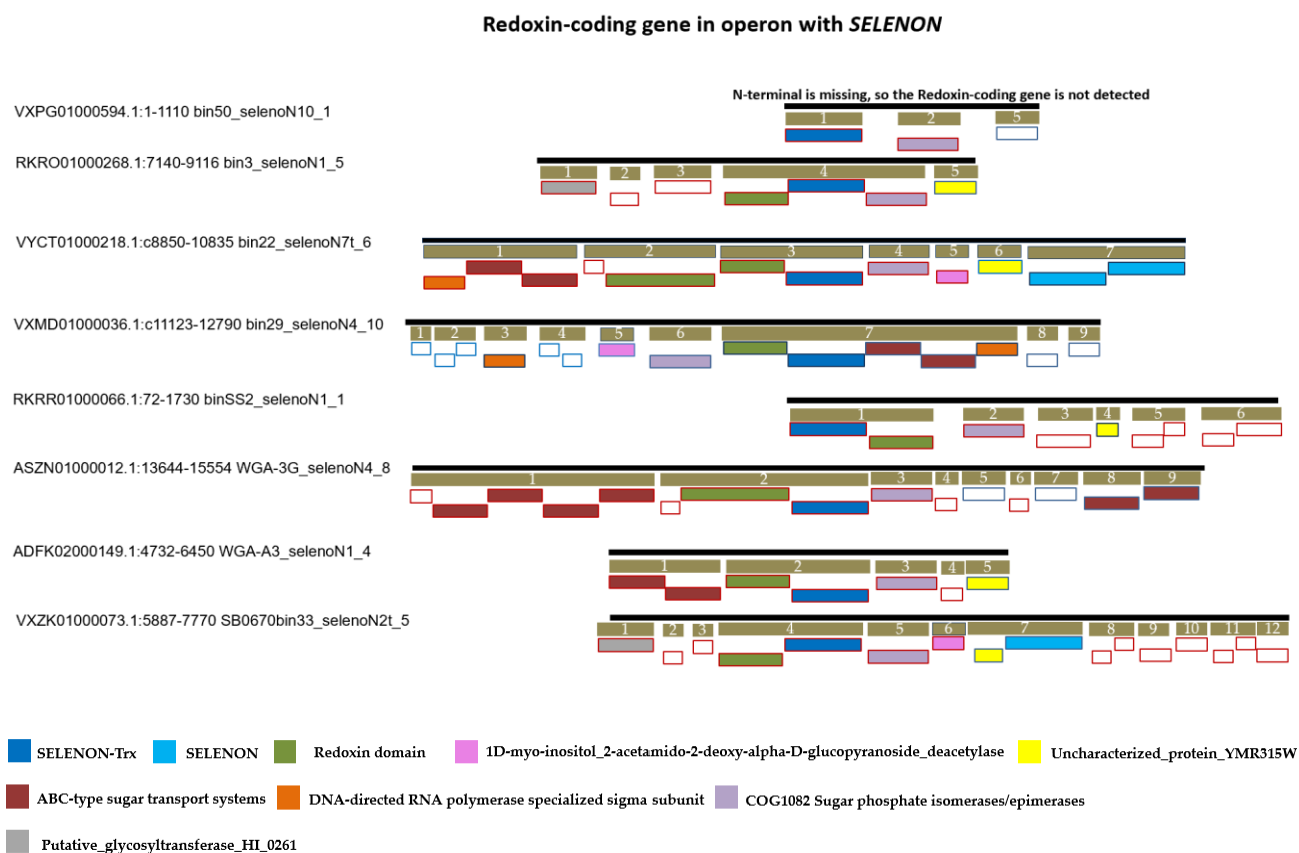 Redoxin-coding gene in operon with SELENON
N-terminal is missing, so the Redoxin-coding gene is not detected
VXPG01000594.1:1-1110 bin50_selenoN10_1
1 2 5
RKRO01000268.1:7140-9116 bin3_selenoN1_5
1 2 3 4 5
VYCT01000218.1:c8850-10835 bin22_selenoN7t_6
1 2 3 4 5 6 7
VXMD01000036.1:c11123-12790 bin29_selenoN4_10
1 2 3 4 5 6 7 8 9
RKRR01000066.1:72-1730 binSS2_selenoN1_1
1 2 3 4 5 6
ASZN01000012.1:13644-15554 WGA-3G_selenoN4_8
1 2 3 4 5 6 7 8 9
ADFK02000149.1:4732-6450 WGA-A3_selenoN1_4
1 2 3 4 5
VXZK01000073.1:5887-7770 SB0670bin33_selenoN2t_5
1 2 3 4 5 6 7 8 9 10 11 12
SELENON-Trx SELENON Redoxin domain 1D-myo-inositol_2-acetamido-2-deoxy-alpha-D-glucopyranoside_deacetylase Uncharacterized_protein_YMR315W
ABC-type sugar transport systems DNA-directed RNA polymerase specialized sigma subunit COG1082 Sugar phosphate isomerases/epimerases
Putative_glycosyltransferase_HI_0261